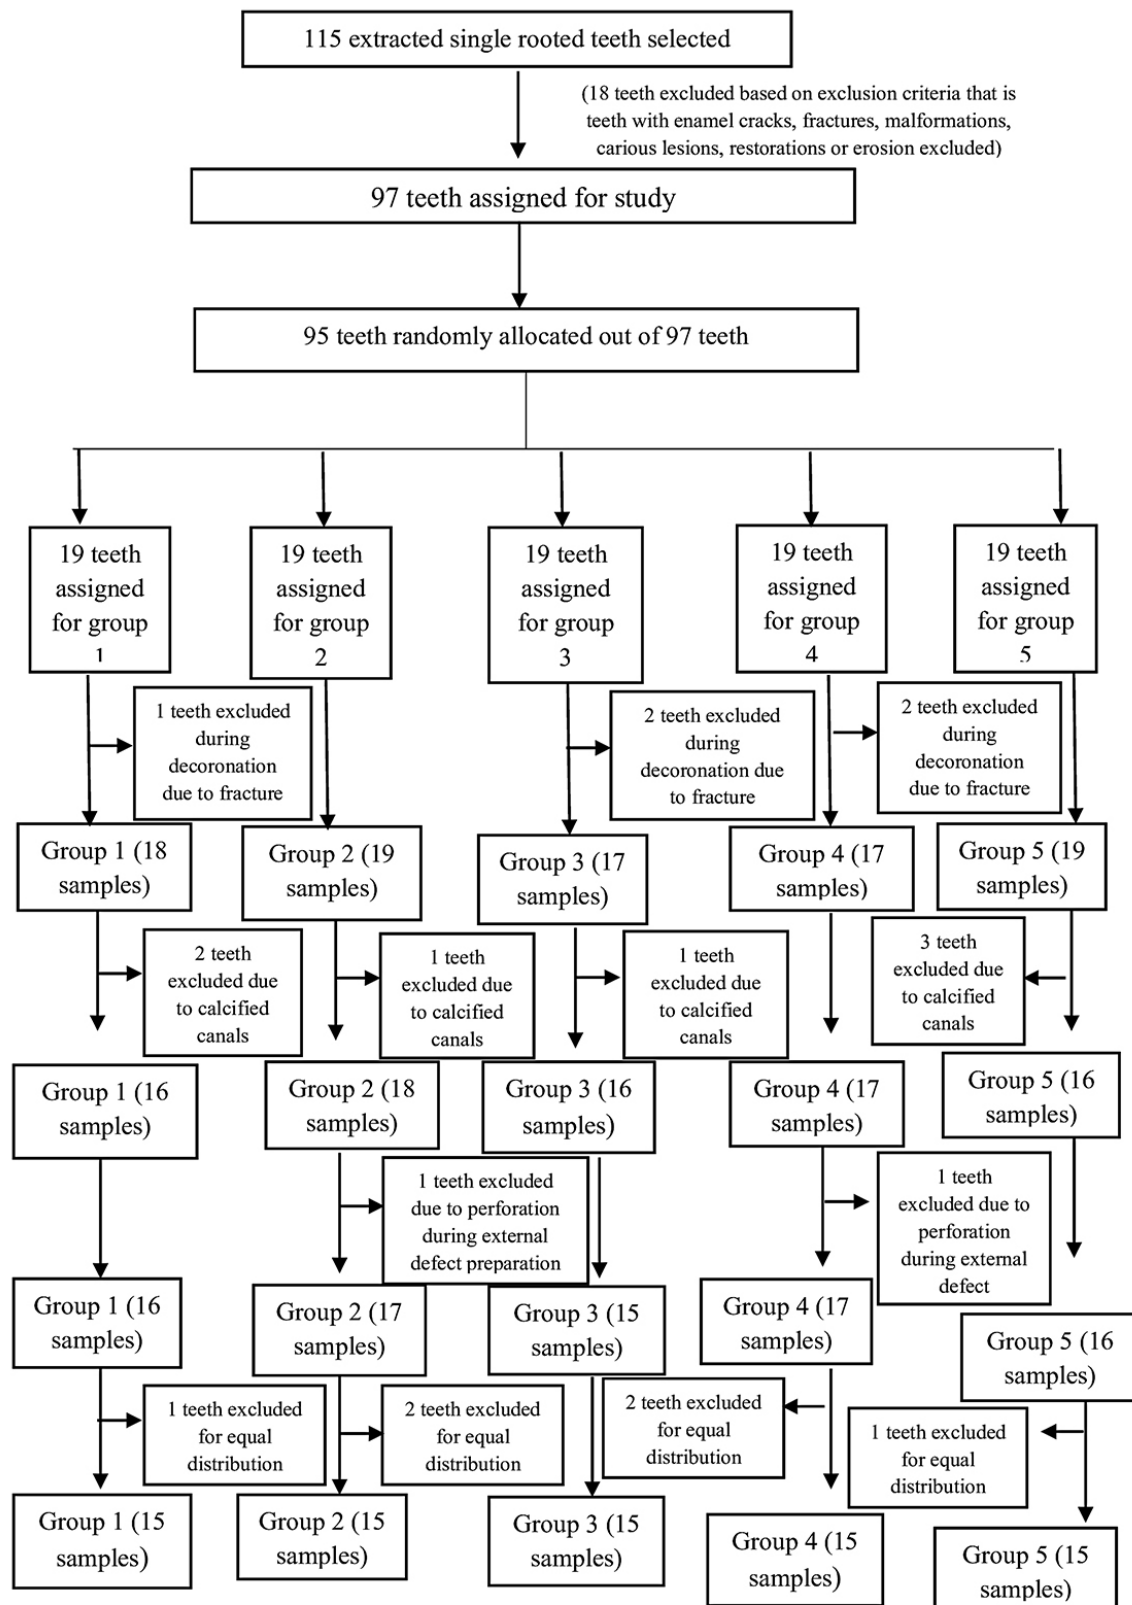 115 extracted single rooted teeth selected
(18 teeth excluded based on exclusion criteria that is
teeth with enamel cracks, fractures, malformations,
carious lesions, restorations or erosion excluded)
97 teeth assigned for study
95 teeth randomly allocated out of 97 teeth
19 teeth
assigned
for group
1
19 teeth
assigned
for group
2
19 teeth
assigned
for group
3
19 teeth
assigned
for group
4
19 teeth
assigned
for group
5
1 teeth excluded
during
decoronation
due to fracture
2 teeth excluded
during
decoronation due
to fracture
2 teeth excluded
during
decoronation
due to fracture
Group 1 (18
samples)
Group 2 (19
samples)
Group 3 (17
samples)
Group 4 (17
samples)
Group 5 (19
samples)
2 teeth
excluded due
to calcified
canals
1 teeth
excluded due
to calcified
canals
1 teeth
excluded due
to calcified
canals
3 teeth
excluded due
to calcified
canals
Group 1 (16
samples)
Group 2 (18
samples)
Group 3 (16
samples)
Group 4 (17
samples)
Group 5 (16
samples)
1 teeth excluded
due to perforation
during external
defect preparation
1 teeth
excluded due to
perforation
during external
defect
Group 1 (16
samples)
Group 2 (17
samples)
Group 3 (15
samples)
Group 4 (17
samples)
Group 5 (16
samples)
1 teeth excluded
for equal
distribution
2 teeth excluded
for equal
distribution
2 teeth excluded
for equal
distribution
1 teeth excluded
for equal
distribution
Group 1 (15
samples)
Group 2 (15
samples)
Group 3 (15
samples)
Group 4 (15
samples)
Group 5 (15
samples)